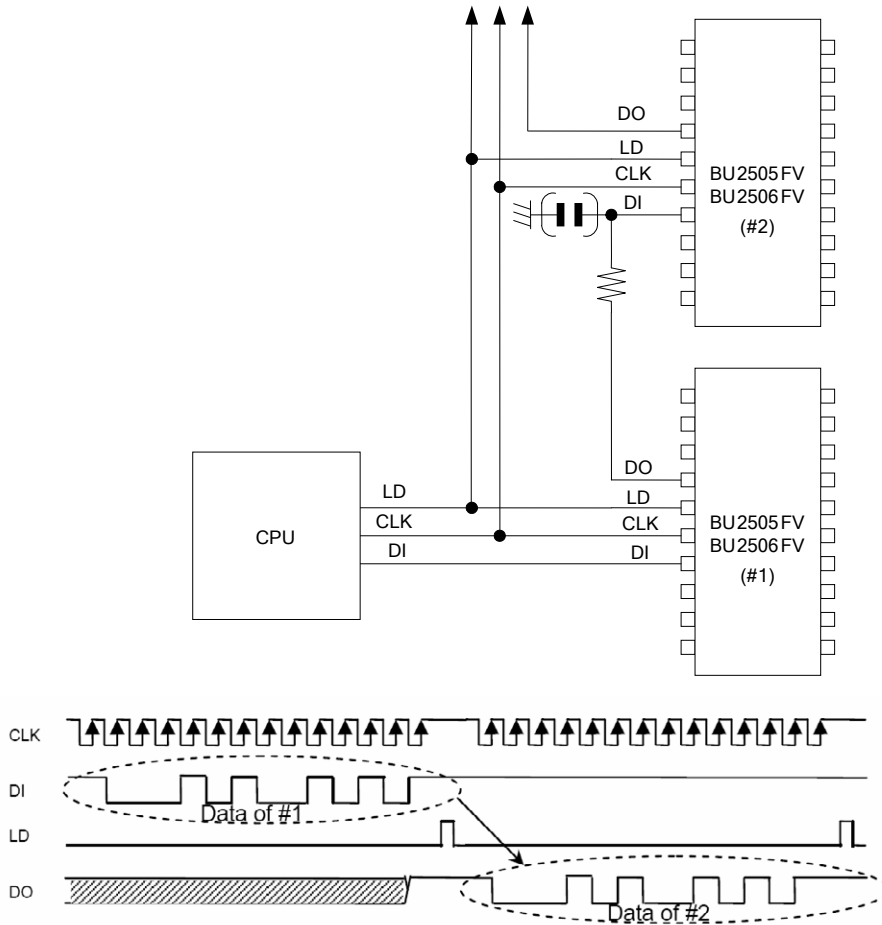 DO
LD
CLK
DI
BU2505FV
BU2506FV
(#2)
CPU
LD
CLK
DI
DO
LD
CLK
DI
BU2505FV
BU2506FV
(#1)
CLK
DI
Data of #1
LD
DO
Data of #2